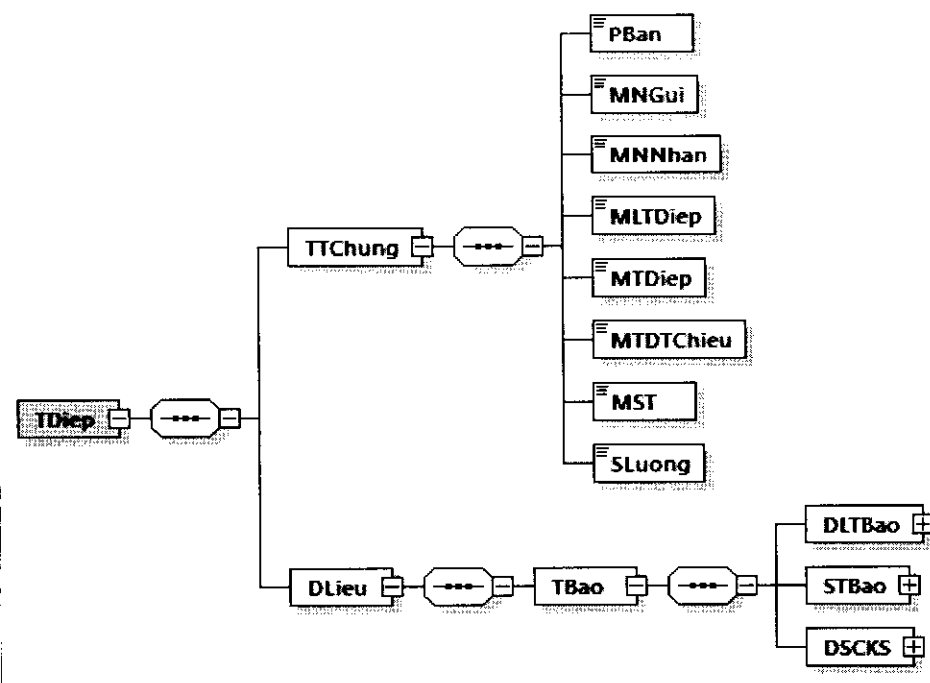 PBan
MNGui
MNNhan
MLTDiep
TTChung
MTDiep
MTDTChieu
MST
TDiep
SLuong
DLTBao
DLieu
TBao
STBao
DSCKS